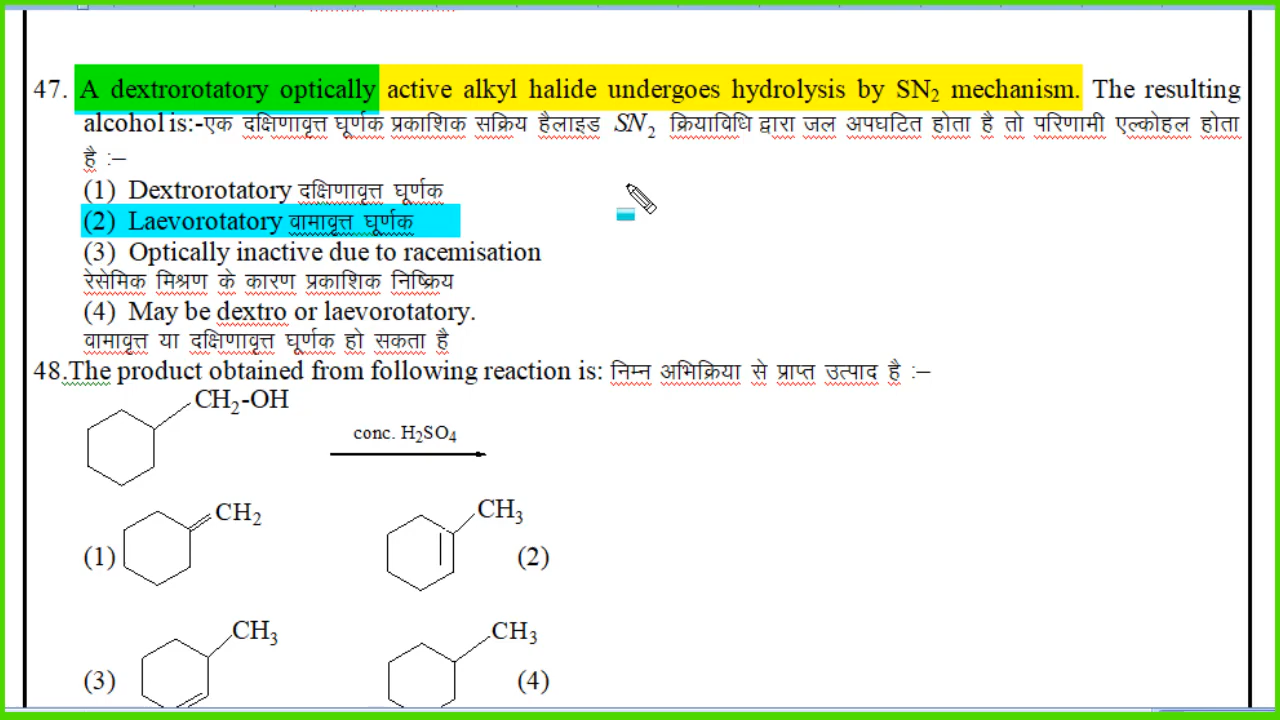 47. A dextrorotatory optically active alkyl halide undergoes hydrolysis by SN2 mechanism. The resulting
alcohol is:-एक दक्षिणावृत्त घूर्णक प्रकाशिक सक्रिय हैलाइड SN2 क्रियाविधि द्वारा जल अपघटित होता है तो परिणामी एल्कोहल होता
है :–
(1) Dextrorotatory दक्षिणावृत्त घूर्णक
(2) Laevorotatory वामावृत्त घूर्णक
(3) Optically inactive due to racemisation
रेसेमिक मिश्रण के कारण प्रकाशिक निष्क्रिय
(4) May be dextro or laevorotatory.
वामावृत्त या दक्षिणावृत्त घूर्णक हो सकता है
48.The product obtained from following reaction is: निम्न अभिक्रिया से प्राप्त उत्पाद है :–
CH2-OH
conc. H2SO4
(1) CH2
CH3 (2)
(3) CH3
CH3 (4)